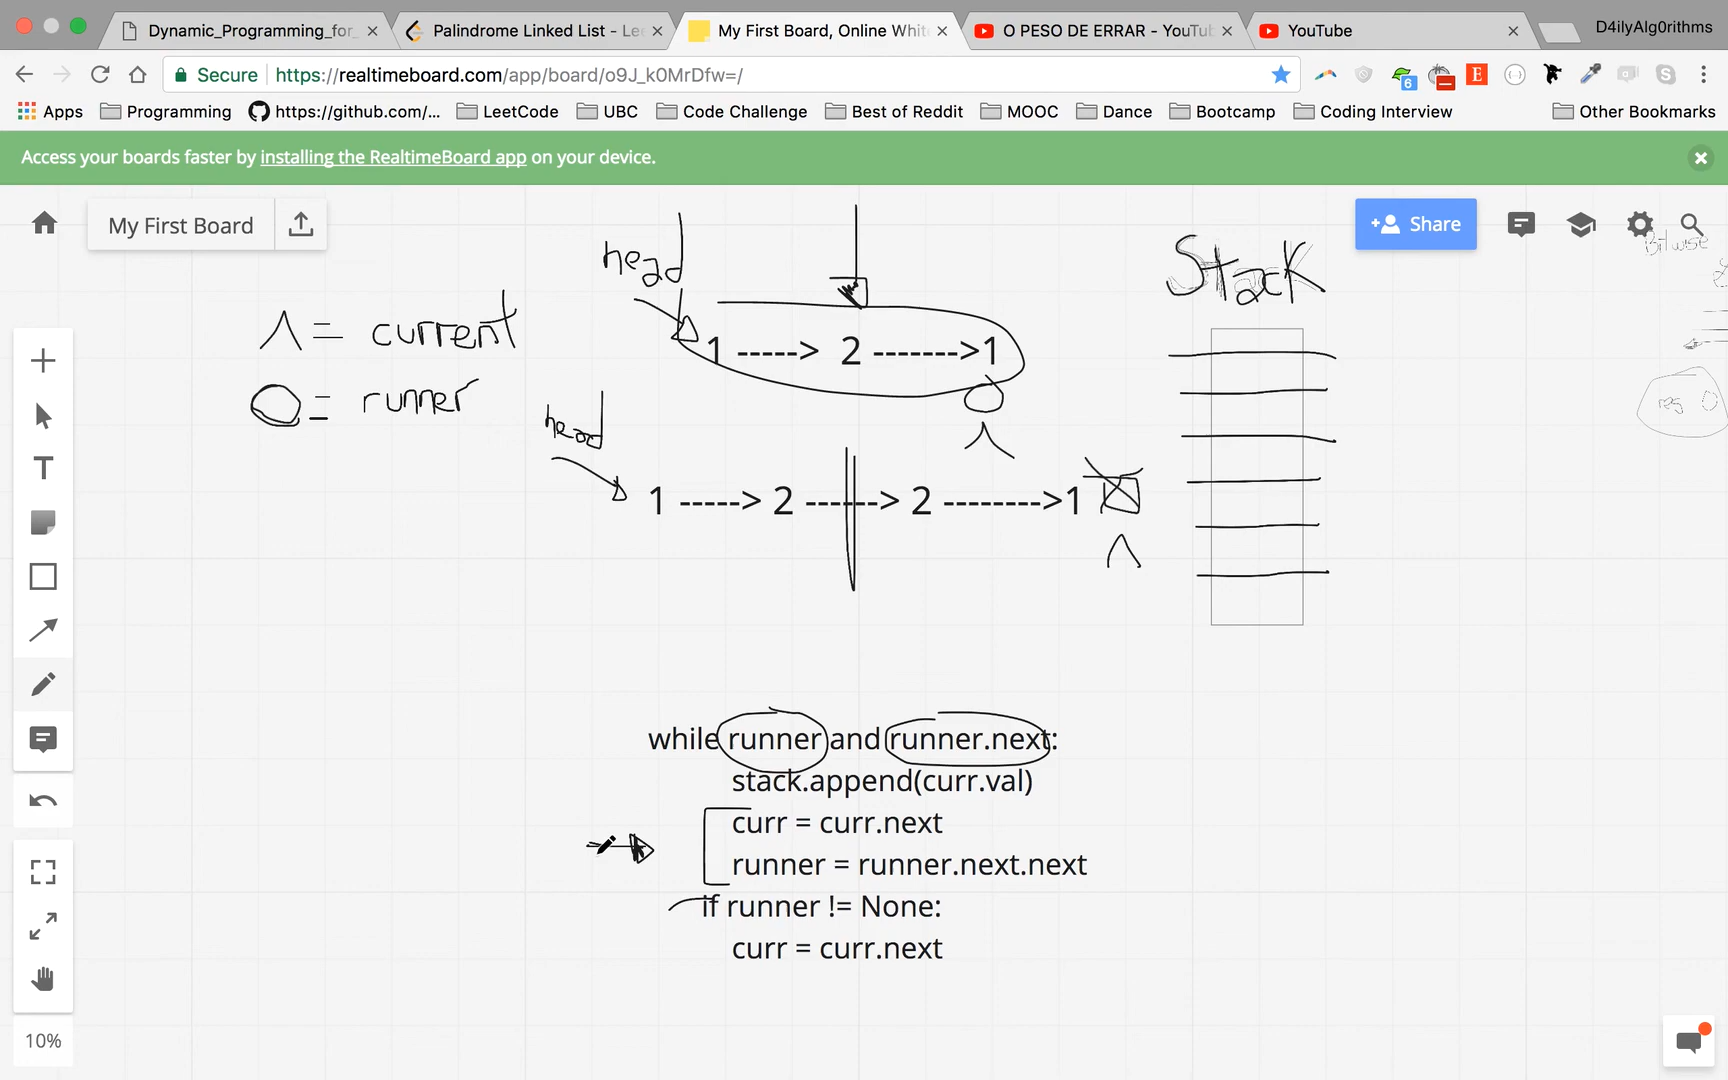 Dynamic_Programming_for_
Palindrome Linked List - Le
My First Board, Online Whit
O PESO DE ERRAR - YouTub
YouTube
D4ilyAlg0rithms
Secure
https://realtimeboard.com/app/board/o9J_k0MrDfw=/
6
E
Apps
Programming
https://github.com/...
LeetCode
UBC
Code Challenge
Best of Reddit
MOOC
Dance
Bootcamp
Coding Interview
Other Bookmarks
Access your boards faster by installing the RealtimeBoard app on your device.
My First Board
Share
Bitwise
head
Stack
Λ = current
1 -----> 2 ------->1
O = runner
head
1 -----> 2 ------> 2 -------->1
while runner and runner.next:
stack.append(curr.val)
curr = curr.next
runner = runner.next.next
if runner != None:
curr = curr.next
10%